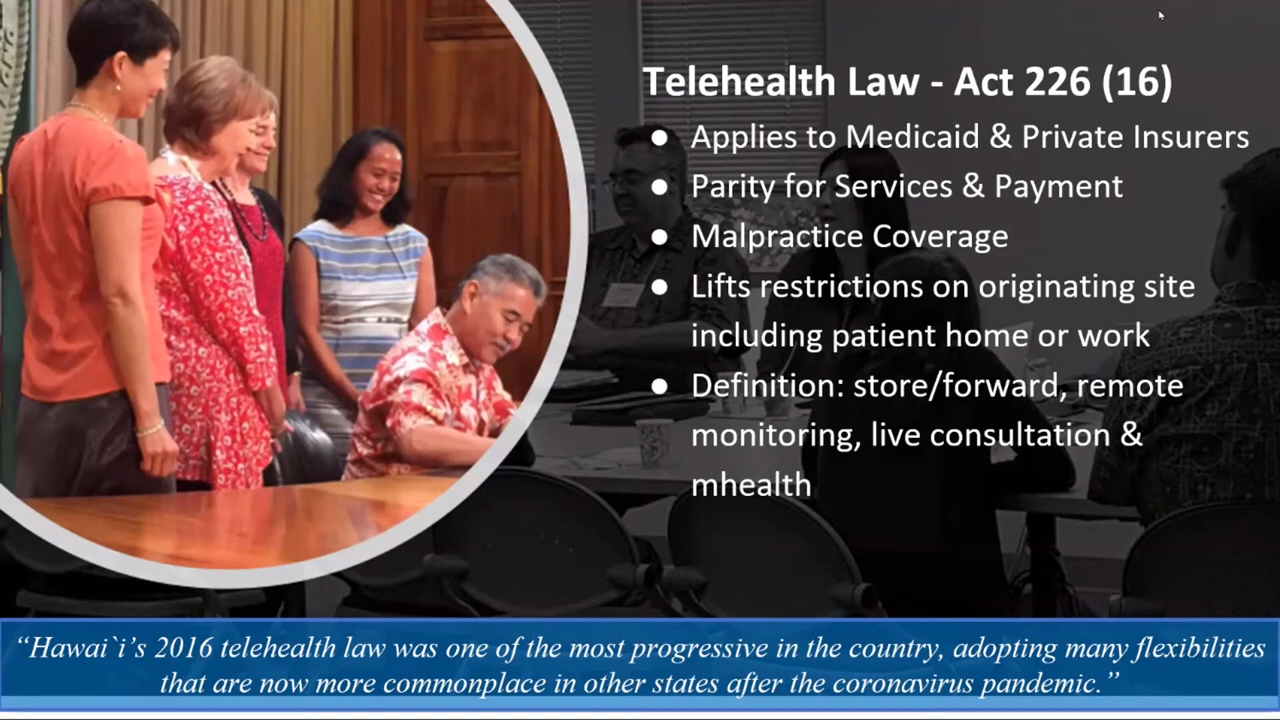 Telehealth Law - Act 226 (16)
● Applies to Medicaid & Private Insurers
● Parity for Services & Payment
● Malpractice Coverage
● Lifts restrictions on originating site
including patient home or work
● Definition: store/forward, remote
monitoring, live consultation &
mhealth
“Hawai`i’s 2016 telehealth law was one of the most progressive in the country, adopting many flexibilities
that are now more commonplace in other states after the coronavirus pandemic.”